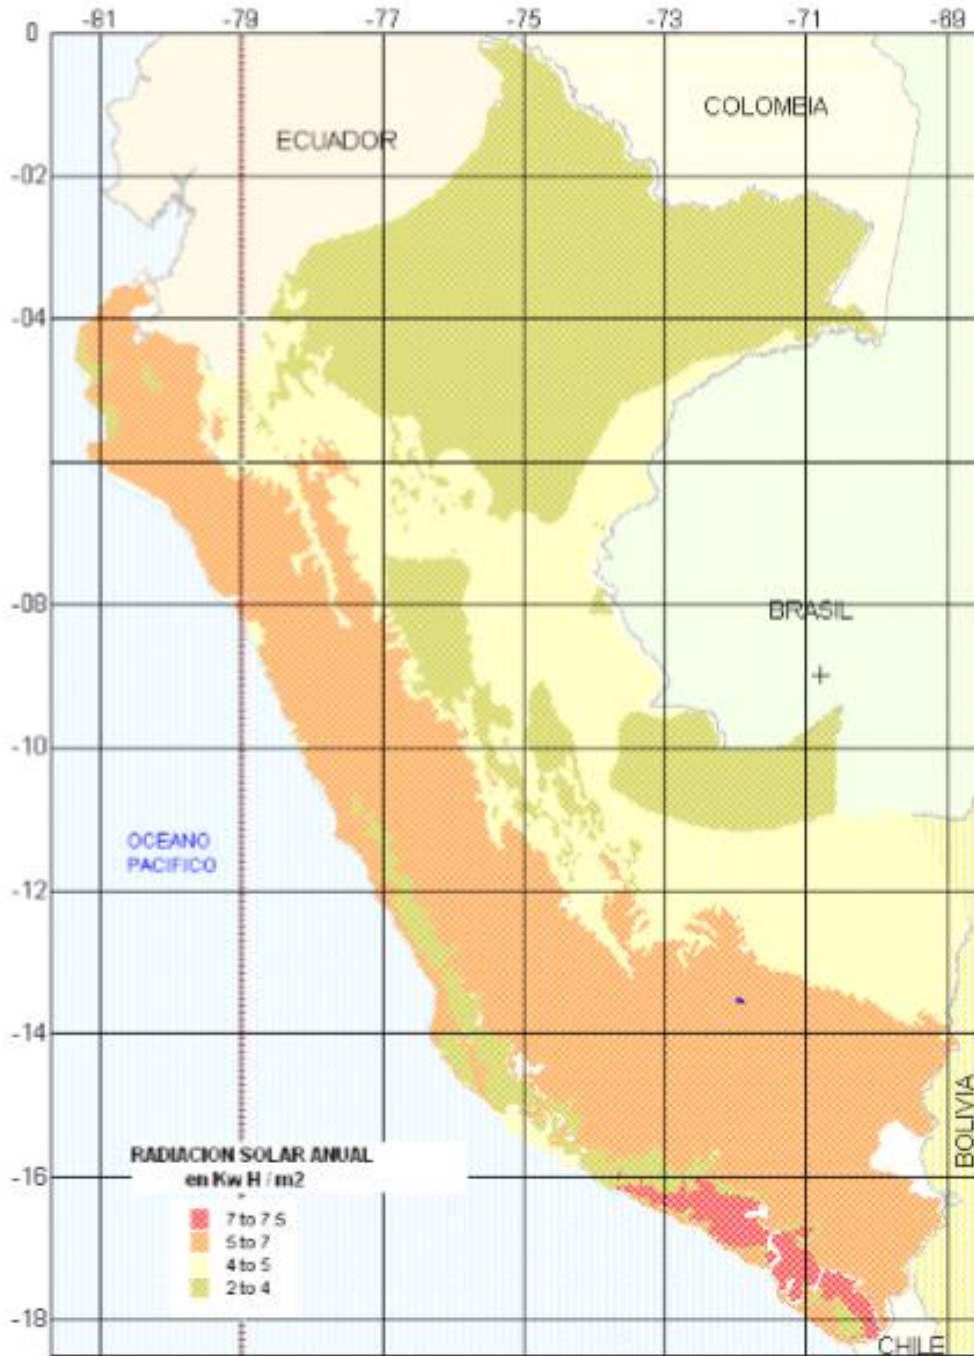 -81 -79 -77 -75 -73 -71 -69
0
COLOMBIA
ECUADOR
-02
-04
-08
BRASIL
-10
OCEANO
PACIFICO
-12
-14
BOLIVIA
RADIACION SOLAR ANUAL
en Kw H / m2
-16
7 to 7.5
5 to 7
4 to 5
2 to 4
-18
CHILE